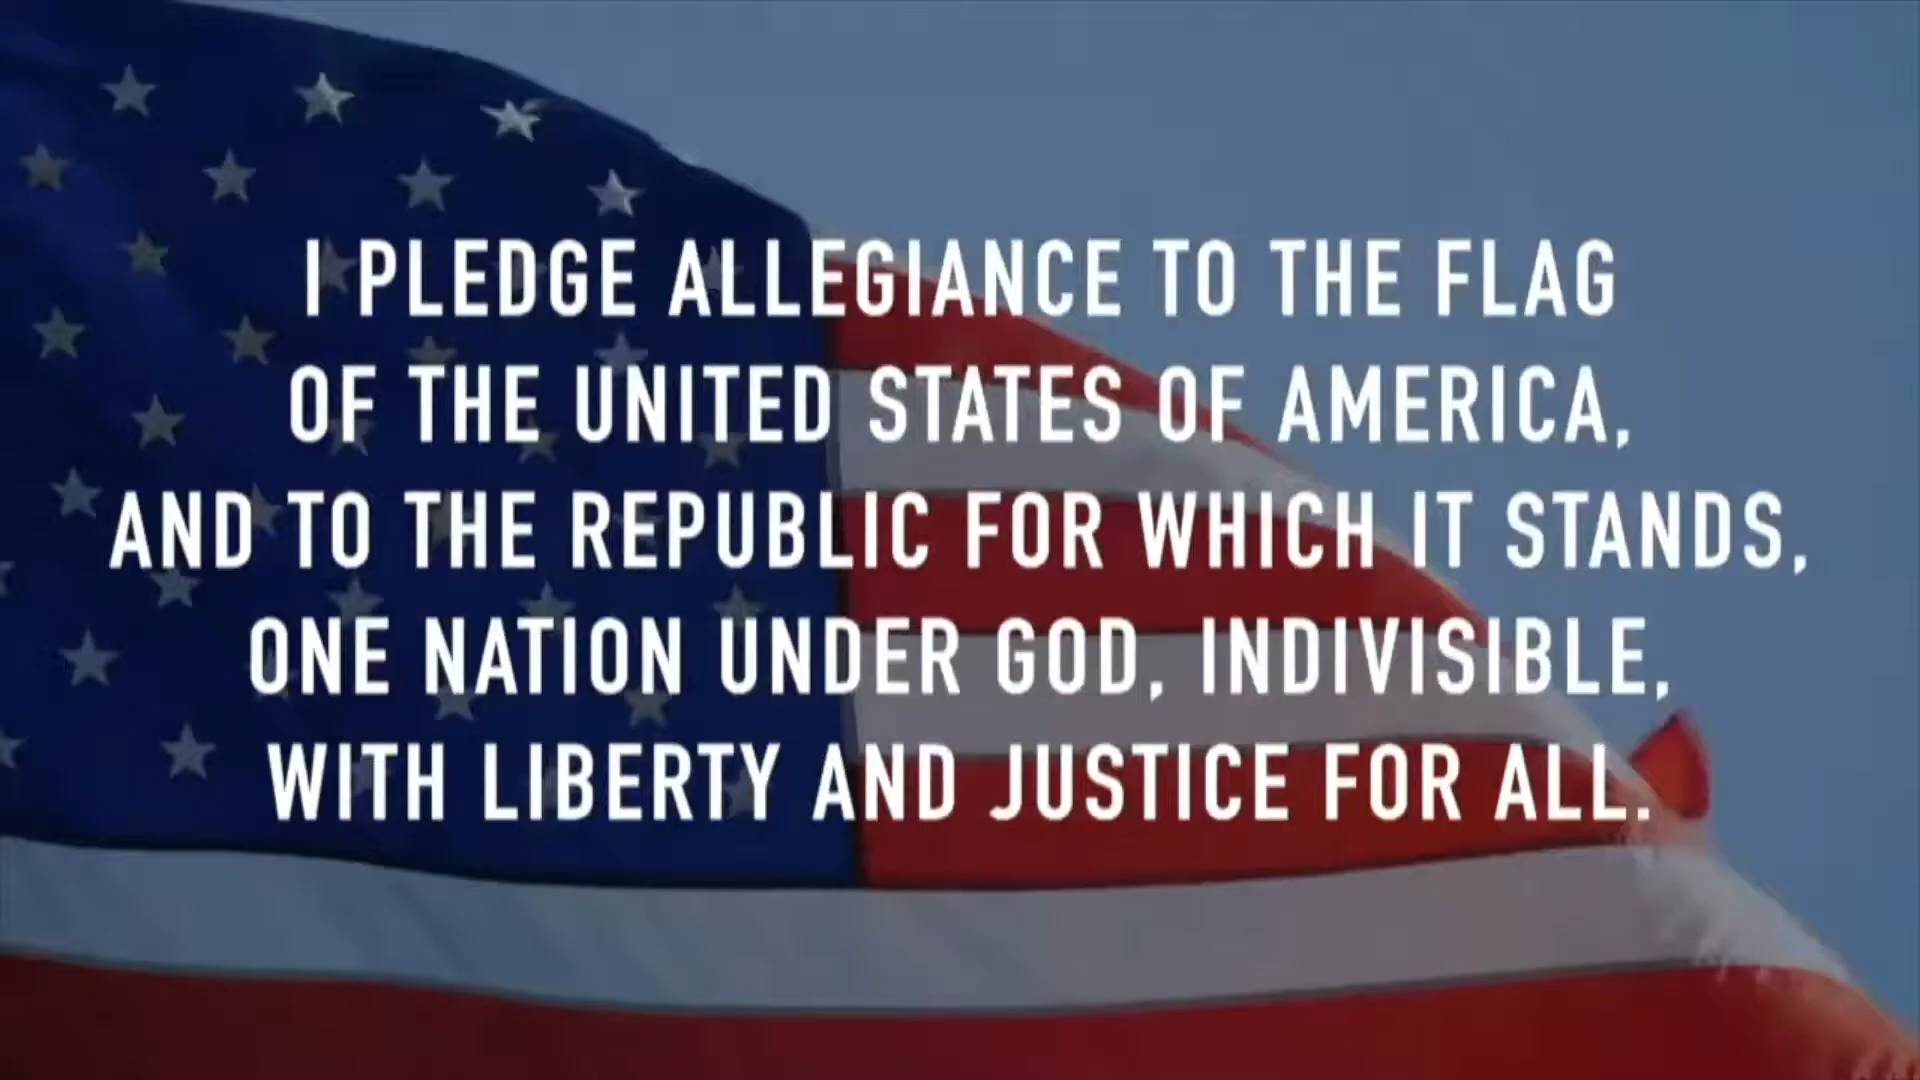 I PLEDGE ALLEGIANCE TO THE FLAG
OF THE UNITED STATES OF AMERICA,
AND TO THE REPUBLIC FOR WHICH IT STANDS,
ONE NATION UNDER GOD, INDIVISIBLE,
WITH LIBERTY AND JUSTICE FOR ALL.